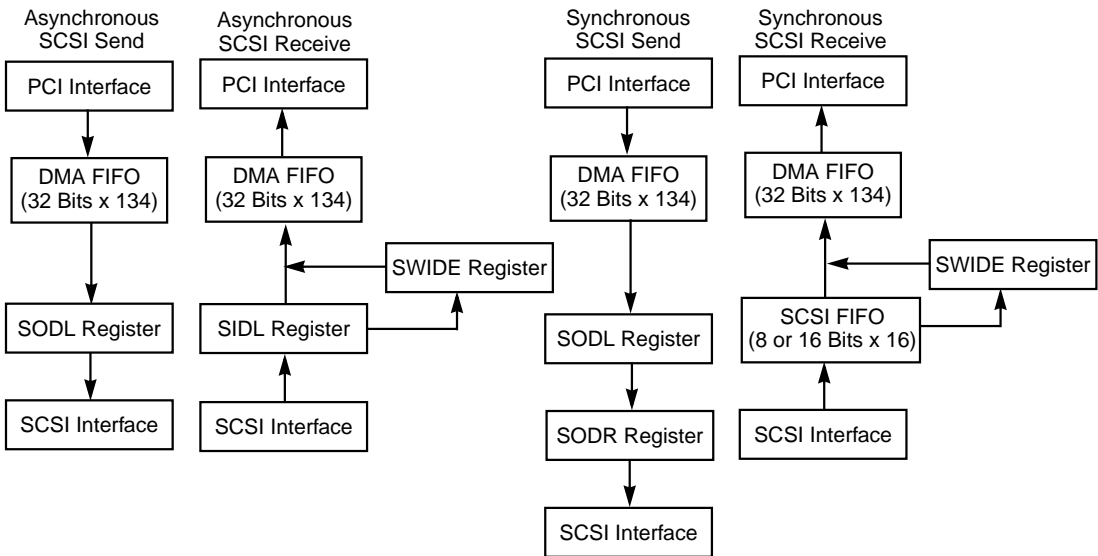 Asynchronous
SCSI Send
PCI Interface
DMA FIFO
(32 Bits x 134)
SODL Register
SCSI Interface
Asynchronous
SCSI Receive
PCI Interface
DMA FIFO
(32 Bits x 134)
SWIDE Register
SIDL Register
SCSI Interface
Synchronous
SCSI Send
PCI Interface
DMA FIFO
(32 Bits x 134)
SODL Register
SODR Register
SCSI Interface
Synchronous
SCSI Receive
PCI Interface
DMA FIFO
(32 Bits x 134)
SWIDE Register
SCSI FIFO
(8 or 16 Bits x 16)
SCSI Interface